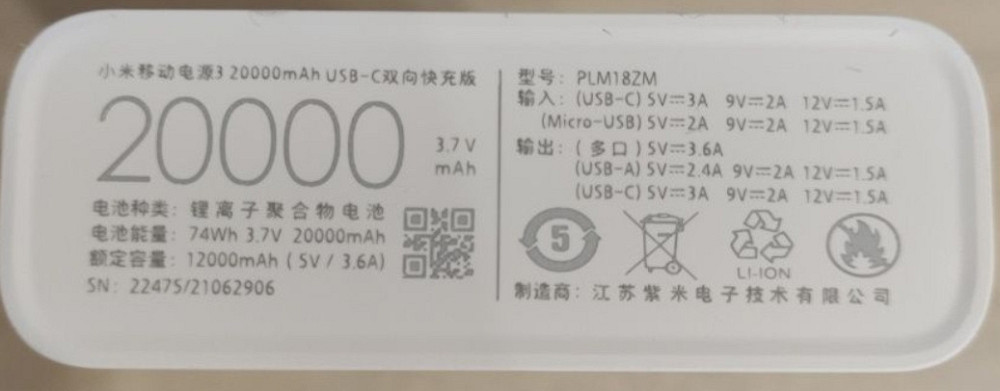 小米移动电源3 20000mAh USB-C双向快充版
20000
3.7 V
mAh
电池种类: 锂离子聚合物电池
电池能量: 74Wh 3.7V 20000mAh
额定容量: 12000mAh ( 5V / 3.6A)
SN: 22475/21062906
型号: PLM18ZM
输入: (USB-C) 5V⎓3A 9V⎓2A 12V⎓1.5A
(Micro-USB) 5V⎓2A 9V⎓2A 12V⎓1.5A
输出: ( 多口 ) 5V⎓3.6A
(USB-A) 5V⎓2.4A 9V⎓2A 12V⎓1.5A
(USB-C) 5V⎓3A 9V⎓2A 12V⎓1.5A
5
LI-ION
制造商: 江苏紫米电子技术有限公司